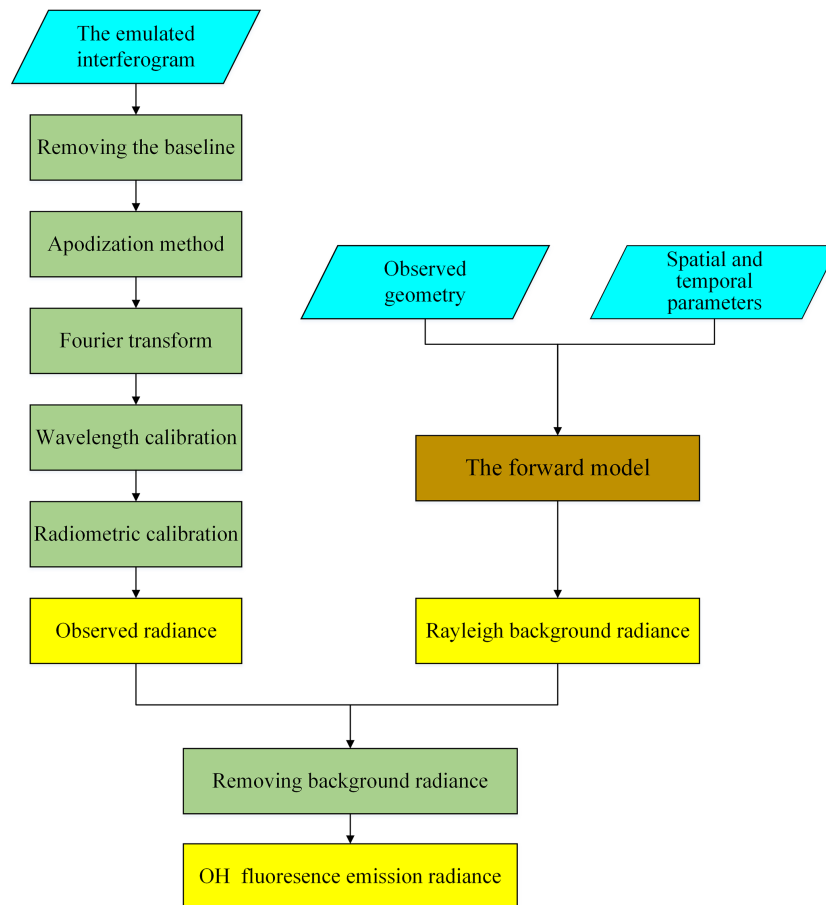 The emulated
interferogram
Removing the baseline
Apodization method
Fourier transform
Wavelength calibration
Radiometric calibration
Observed radiance
Observed
geometry
Spatial and
temporal
parameters
The forward model
Rayleigh background radiance
Removing background radiance
OH fluoresence emission radiance